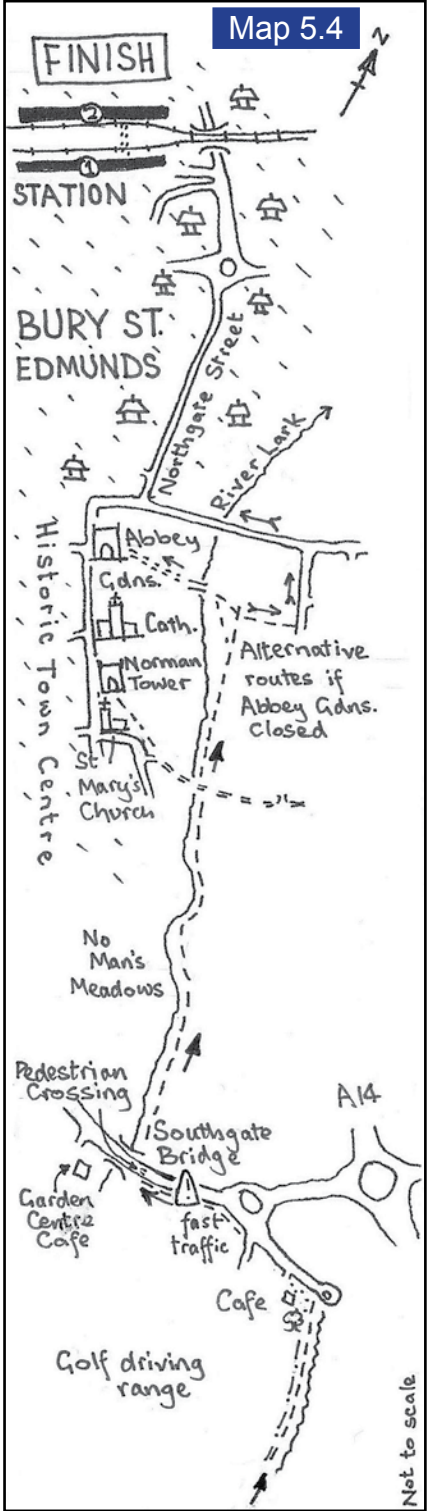 Map 5.4
N
FINISH
2
1
STATION
BURY ST.
EDMUNDS
Northgate Street
River Lark
Historic Town Centre
Abbey
Gdns.
Cath.
Norman
Tower
St
Mary's
Church
Alternative
routes if
Abbey Gdns.
closed
No
Man's
Meadows
Pedestrian
Crossing
Southgate
Bridge
A14
Garden
Centre
Cafe
fast
traffic
Cafe
Golf driving
range
Not to scale